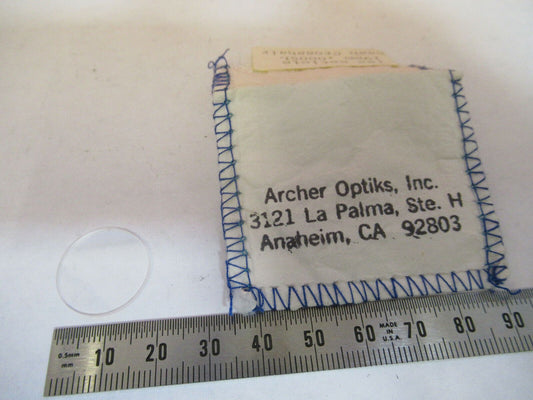 Archer Optiks, Inc.
3121 La Palma, Ste. H
Anaheim, CA 92803
0.5mm
mm
10 20 30 40 50 60 70 80 90
MADE
IN
U.S.A.